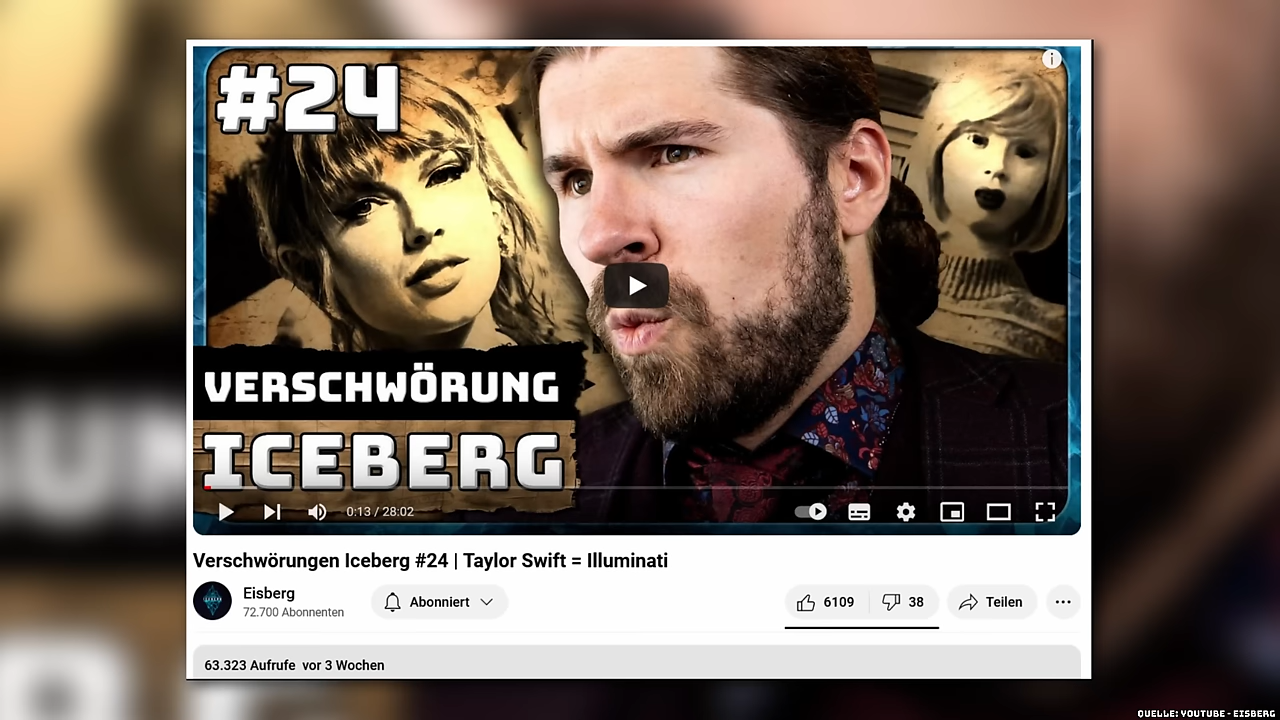 #24
VERSCHWÖRUNG
ICEBERG
0:13 / 28:02
Verschwörungen Iceberg #24 | Taylor Swift = Illuminati
Eisberg
72.700 Abonnenten
Abonniert
6109
38
Teilen
63.323 Aufrufe vor 3 Wochen
QUELLE: YOUTUBE - EISBERG